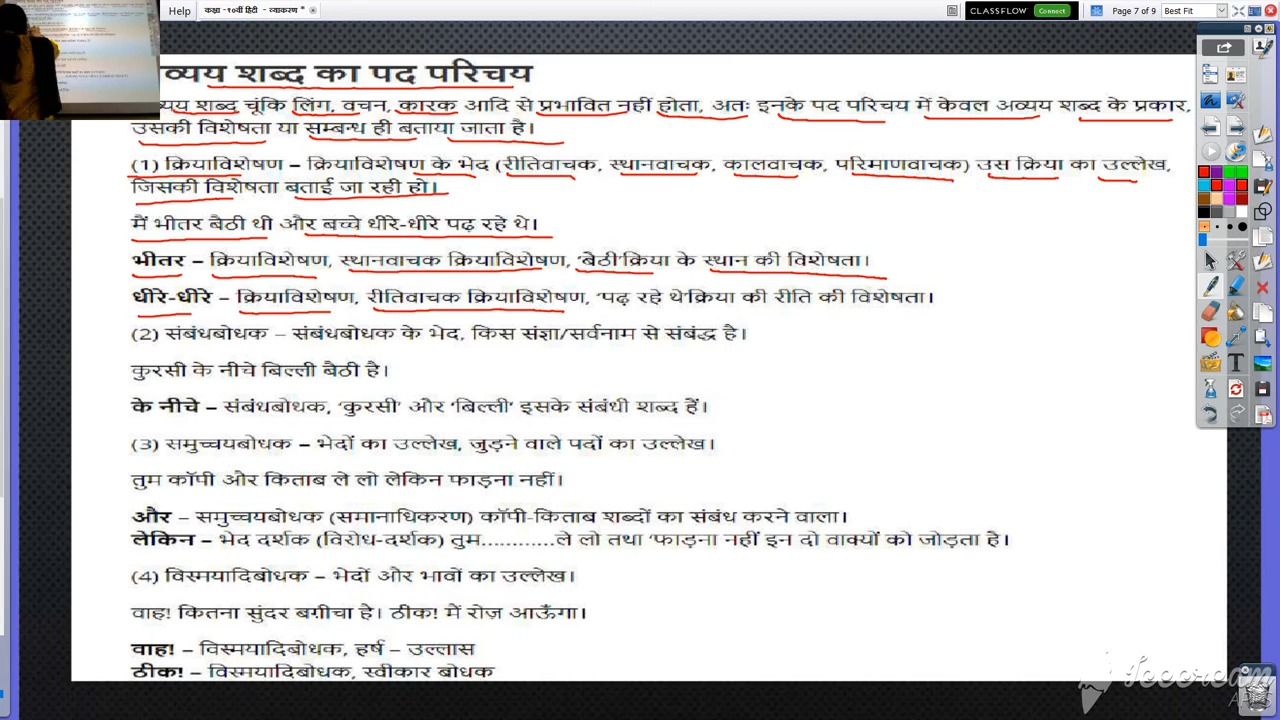 Help
कक्षा -१०वीं हिंदी - व्याकरण *
CLASSFLOW Connect
Page 7 of 9
Best Fit
शब्द का पद परिचय
शब्द चूंकि लिंग, वचन, कारक आदि से प्रभावित नहीं होता, अतः इनके पद परिचय में केवल अव्यय शब्द के प्रकार,
उसकी विशेषता या सम्बन्ध ही बताया जाता है।
(1) क्रियाविशेषण – क्रियाविशेषण के भेद (रीतिवाचक, स्थानवाचक, कालवाचक, परिमाणवाचक) उस क्रिया का उल्लेख,
जिसकी विशेषता बताई जा रही हो।
मैं भीतर बैठी थी और बच्चे धीरे-धीरे पढ़ रहे थे।
भीतर – क्रियाविशेषण, स्थानवाचक क्रियाविशेषण, 'बैठी'क्रिया के स्थान की विशेषता।
धीरे-धीरे – क्रियाविशेषण, रीतिवाचक क्रियाविशेषण, 'पढ़ रहे थे'क्रिया की रीति की विशेषता।
(2) संबंधबोधक – संबंधबोधक के भेद, किस संज्ञा/सर्वनाम से संबंद्ध है।
कुरसी के नीचे बिल्ली बैठी है।
के नीचे – संबंधबोधक, 'कुरसी' और 'बिल्ली' इसके संबंधी शब्द हैं।
(3) समुच्चयबोधक – भेदों का उल्लेख, जुड़ने वाले पदों का उल्लेख।
तुम कॉपी और किताब ले लो लेकिन फाड़ना नहीं।
और – समुच्चयबोधक (समानाधिकरण) कॉपी-किताब शब्दों का संबंध करने वाला।
लेकिन – भेद दर्शक (विरोध-दर्शक) तुम............ले लो तथा 'फाड़ना नहीं इन दो वाक्यों को जोड़ता है।
(4) विस्मयादिबोधक – भेदों और भावों का उल्लेख।
वाह! कितना सुंदर बगीचा है। ठीक! मैं रोज़ आऊँगा।
वाह! – विस्मयादिबोधक, हर्ष – उल्लास
ठीक! – विस्मयादिबोधक, स्वीकार बोधक